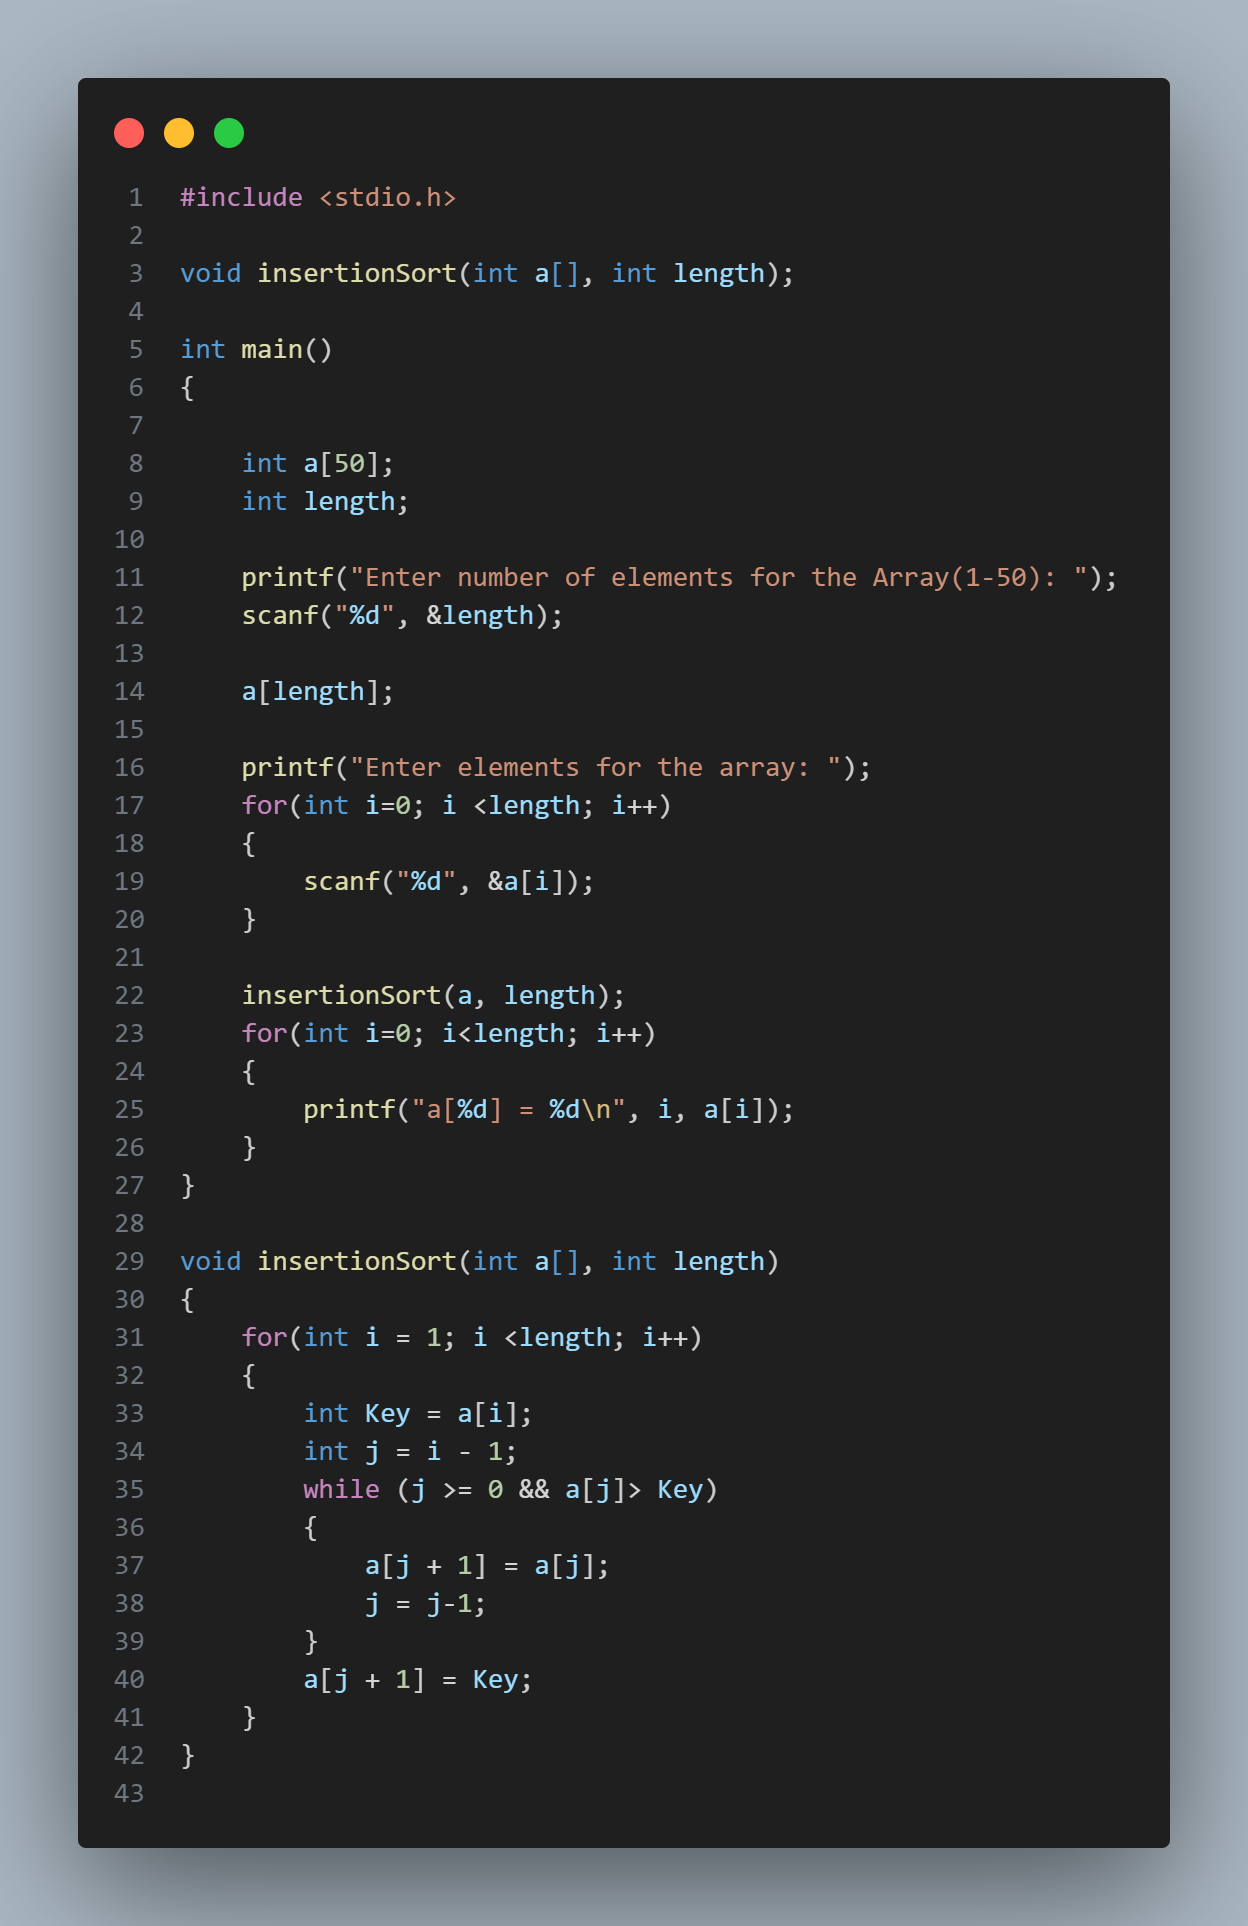 1 #include <stdio.h>
2
3 void insertionSort(int a[], int length);
4
5 int main()
6 {
7
8     int a[50];
9     int length;
10
11     printf("Enter number of elements for the Array(1-50): ");
12     scanf("%d", &length);
13
14     a[length];
15
16     printf("Enter elements for the array: ");
17     for(int i=0; i <length; i++)
18     {
19         scanf("%d", &a[i]);
20     }
21
22     insertionSort(a, length);
23     for(int i=0; i<length; i++)
24     {
25         printf("a[%d] = %d\n", i, a[i]);
26     }
27 }
28
29 void insertionSort(int a[], int length)
30 {
31     for(int i = 1; i <length; i++)
32     {
33         int Key = a[i];
34         int j = i - 1;
35         while (j >= 0 && a[j]> Key)
36         {
37             a[j + 1] = a[j];
38             j = j-1;
39         }
40         a[j + 1] = Key;
41     }
42 }
43